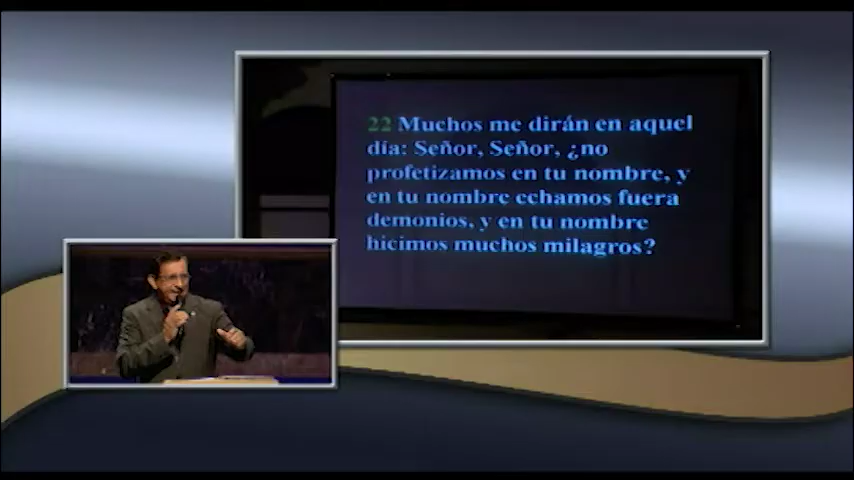 22 Muchos me dirán en aquel
día: Señor, Señor, ¿no
profetizamos en tu nombre, y
en tu nombre echamos fuera
demonios, y en tu nombre
hicimos muchos milagros?